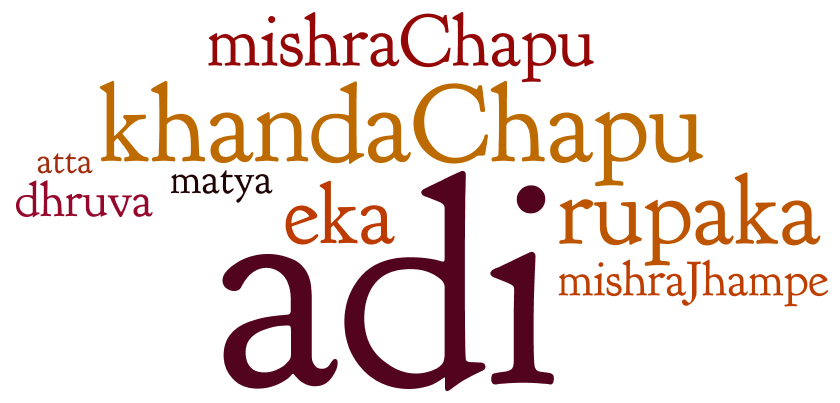 mishraChapu
khandaChapu
atta
matya
dhruva
eka
rupaka
adi
mishraJhampe